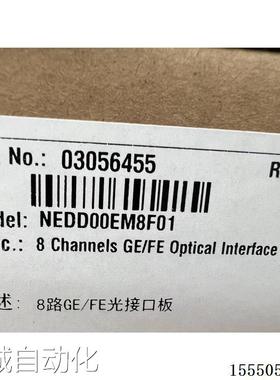 No.: 03056455
R
del: NEDD00EM8F01
c.: 8 Channels GE/FE Optical Interface
述: 8路GE/FE光接口板
诚自动化
155505